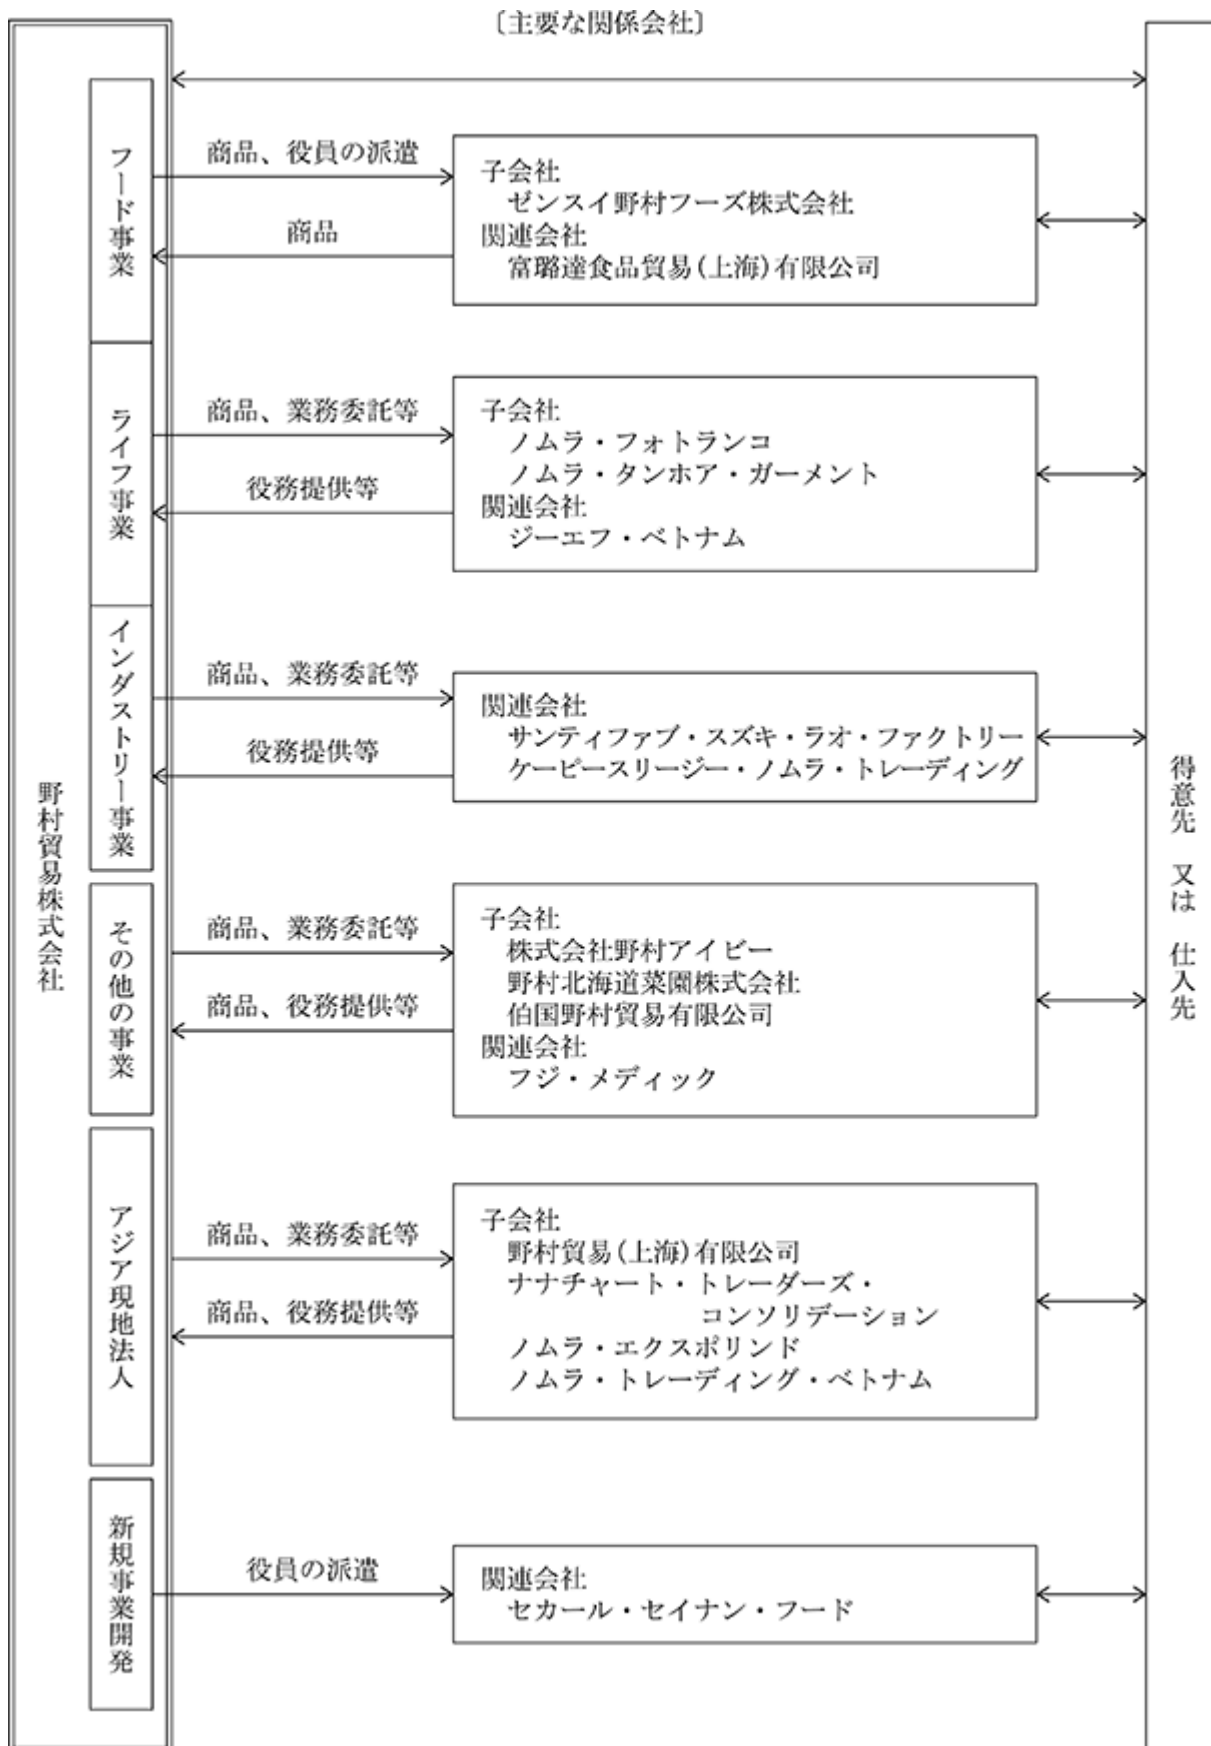 〔主要な関係会社〕
野村貿易株式会社
フード事業
商品、役員の派遣
商品
子会社
ゼンスイ野村フーズ株式会社
関連会社
富璐達食品貿易(上海)有限公司
ライフ事業
商品、業務委託等
役務提供等
子会社
ノムラ・フォトランコ
ノムラ・タンホア・ガーメント
関連会社
ジーエフ・ベトナム
インダストリー事業
商品、業務委託等
役務提供等
関連会社
サンティファブ・スズキ・ラオ・ファクトリー
ケーピースリージー・ノムラ・トレーディング
その他の事業
商品、業務委託等
商品、役務提供等
子会社
株式会社野村アイビー
野村北海道菜園株式会社
伯国野村貿易有限公司
関連会社
フジ・メディック
アジア現地法人
商品、業務委託等
商品、役務提供等
子会社
野村貿易(上海)有限公司
ナナチャート・トレーダーズ・
コンソリデーション
ノムラ・エクスポリンド
ノムラ・トレーディング・ベトナム
新規事業開発
役員の派遣
関連会社
セカール・セイナン・フード
得意先 又は 仕入先